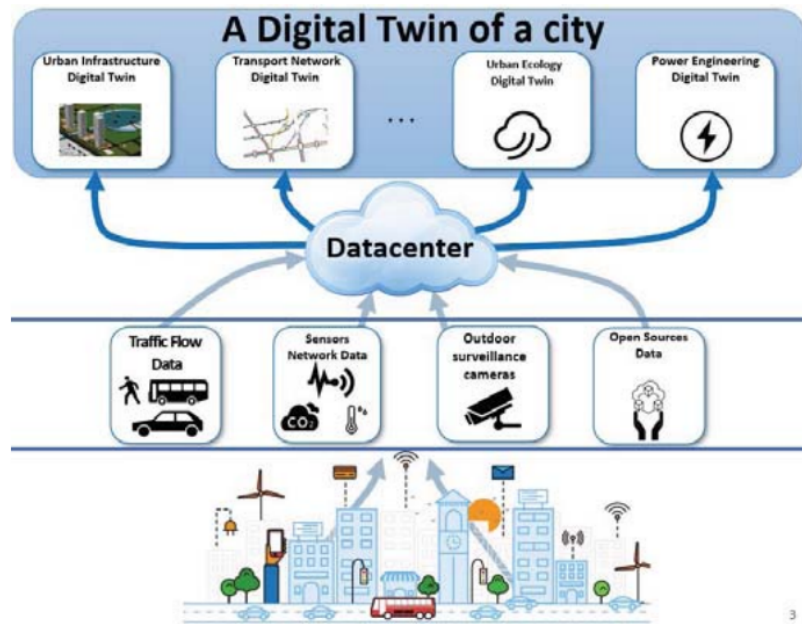 A Digital Twin of a city
Urban Infrastructure
Digital Twin
Transport Network
Digital Twin
...
Urban Ecology
Digital Twin
Power Engineering
Digital Twin
Datacenter
Traffic Flow
Data
Sensors
Network Data
CO₂
Outdoor
surveillance
cameras
Open Sources
Data
3